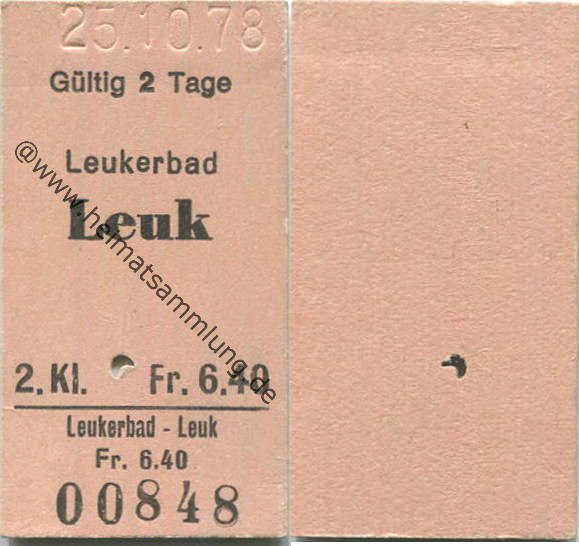 25.10.78
Gültig 2 Tage
Leukerbad
Leuk
2. Kl. Fr. 6.40
Leukerbad - Leuk
Fr. 6.40
00848
@www.heimatsammlung.de